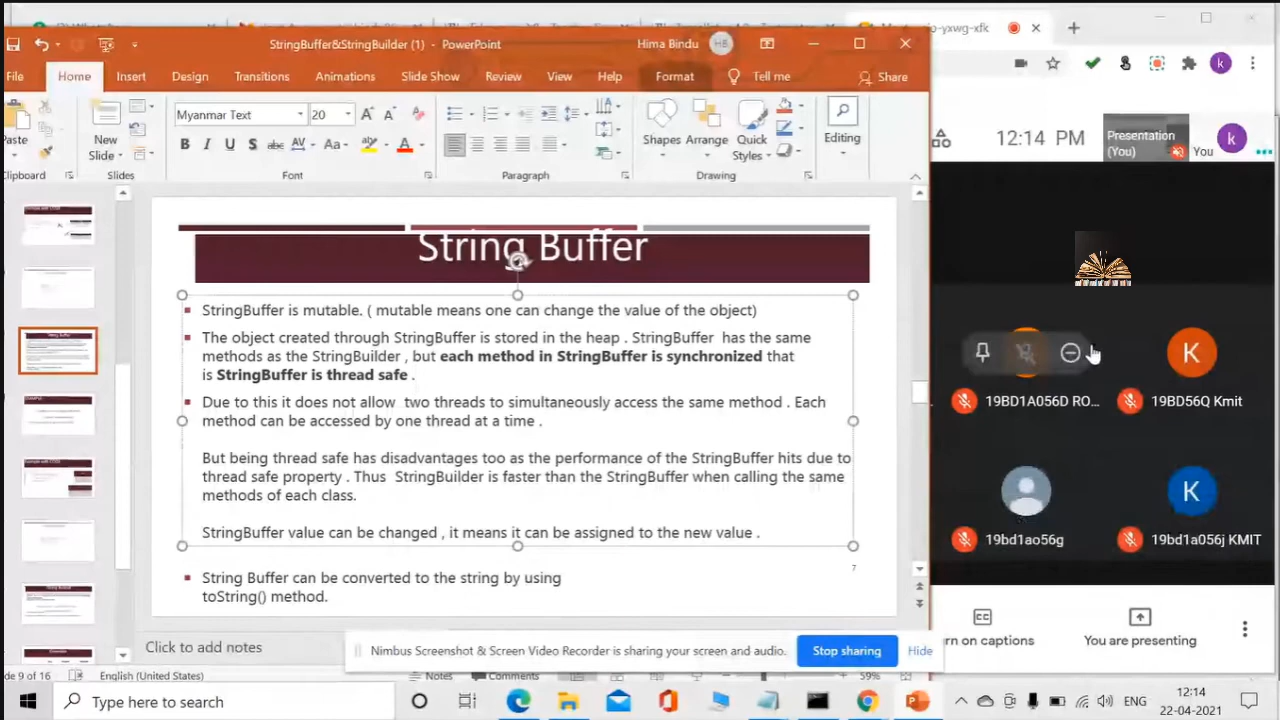 StringBuffer&StringBuilder (1) - PowerPoint
Hima Bindu
File
Home
Insert
Design
Transitions
Animations
Slide Show
Review
View
Help
Format
Tell me
Share
Paste
New
Slide
Myanmar Text
20
Shapes
Arrange
Quick
Styles
Editing
Clipboard
Slides
Font
Paragraph
Drawing
12:14 PM
Presentation
(You)
You
String Buffer
StringBuffer is mutable. ( mutable means one can change the value of the object)
The object created through StringBuffer is stored in the heap . StringBuffer has the same
methods as the StringBuilder , but each method in StringBuffer is synchronized that
is StringBuffer is thread safe .
Due to this it does not allow two threads to simultaneously access the same method . Each
method can be accessed by one thread at a time .
But being thread safe has disadvantages too as the performance of the StringBuffer hits due to
thread safe property . Thus StringBuilder is faster than the StringBuffer when calling the same
methods of each class.
StringBuffer value can be changed , it means it can be assigned to the new value .
7
String Buffer can be converted to the string by using
toString() method.
K
19BD1A056D RO...
19BD56Q Kmit
K
19bd1ao56g
19bd1a056j KMIT
Click to add notes
Nimbus Screenshot & Screen Video Recorder is sharing your screen and audio.
Stop sharing
Hide
rn on captions
You are presenting
de 9 of 16
English (United States)
Notes
Comments
59%
Type here to search
ENG
12:14
22-04-2021